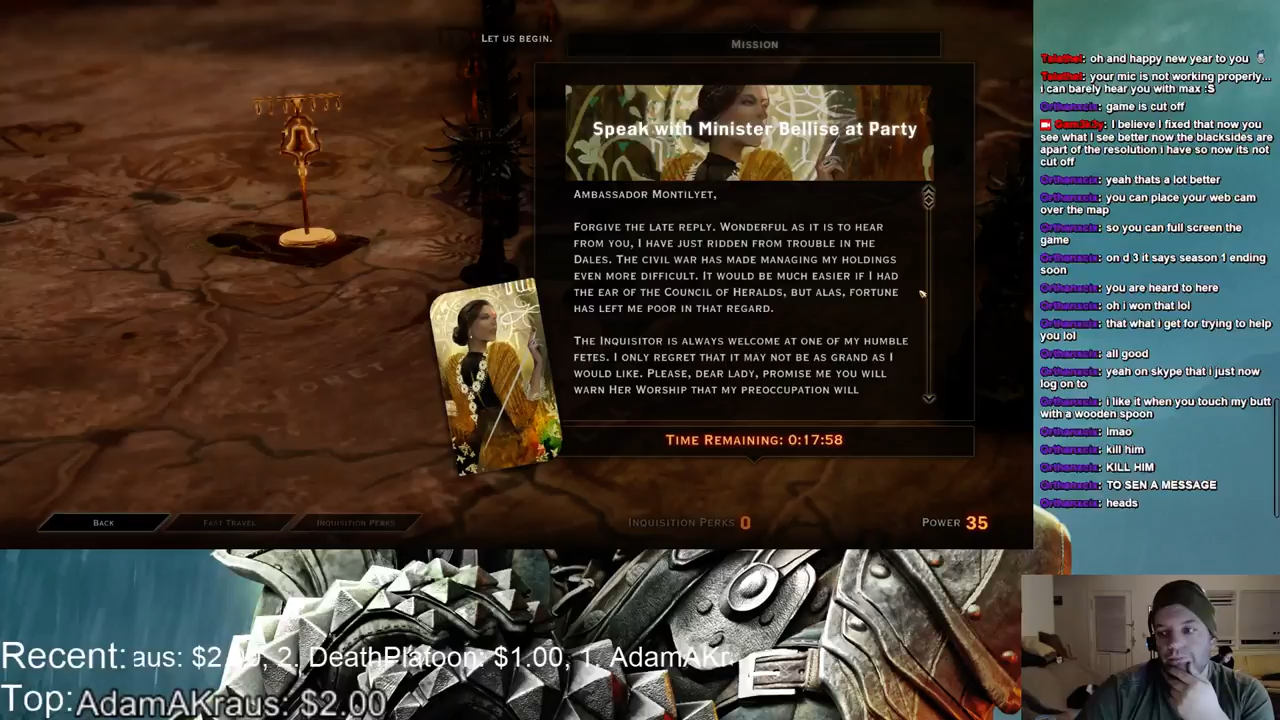 LET US BEGIN.
MISSION
Speak with Minister Bellise at Party
AMBASSADOR MONTILYET,
FORGIVE THE LATE REPLY. WONDERFUL AS IT IS TO HEAR
FROM YOU, I HAVE JUST RIDDEN FROM TROUBLE IN THE
DALES. THE CIVIL WAR HAS MADE MANAGING MY HOLDINGS
EVEN MORE DIFFICULT. IT WOULD BE MUCH EASIER IF I HAD
THE EAR OF THE COUNCIL OF HERALDS, BUT ALAS, FORTUNE
HAS LEFT ME POOR IN THAT REGARD.
THE INQUISITOR IS ALWAYS WELCOME AT ONE OF MY HUMBLE
FETES. I ONLY REGRET THAT IT MAY NOT BE AS GRAND AS I
WOULD LIKE. PLEASE, DEAR LADY, PROMISE ME YOU WILL
WARN HER WORSHIP THAT MY PREOCCUPATION WILL
TIME REMAINING: 0:17:58
BACK
FAST TRAVEL
INQUISITION PERKS
INQUISITION PERKS 0
POWER 35
oh and happy new year to you
your mic is not working properly...
i can barely hear you with max :S
game is cut off
I believe I fixed that now you
see what I see better now the blacksides are
apart of the resolution i have so now its not
cut off
yeah thats a lot better
you can place your web cam
over the map
so you can full screen the
game
on d 3 it says season 1 ending
soon
you are heard to here
oh i won that lol
that what i get for trying to help
you lol
all good
yeah on skype that i just now
log on to
i like it when you touch my butt
with a wooden spoon
lmao
kill him
KILL HIM
TO SEN A MESSAGE
heads
Recent: aus: $2.00, 2. DeathPlatoon: $1.00, 1. AdamAKr
Top: AdamAKraus: $2.00